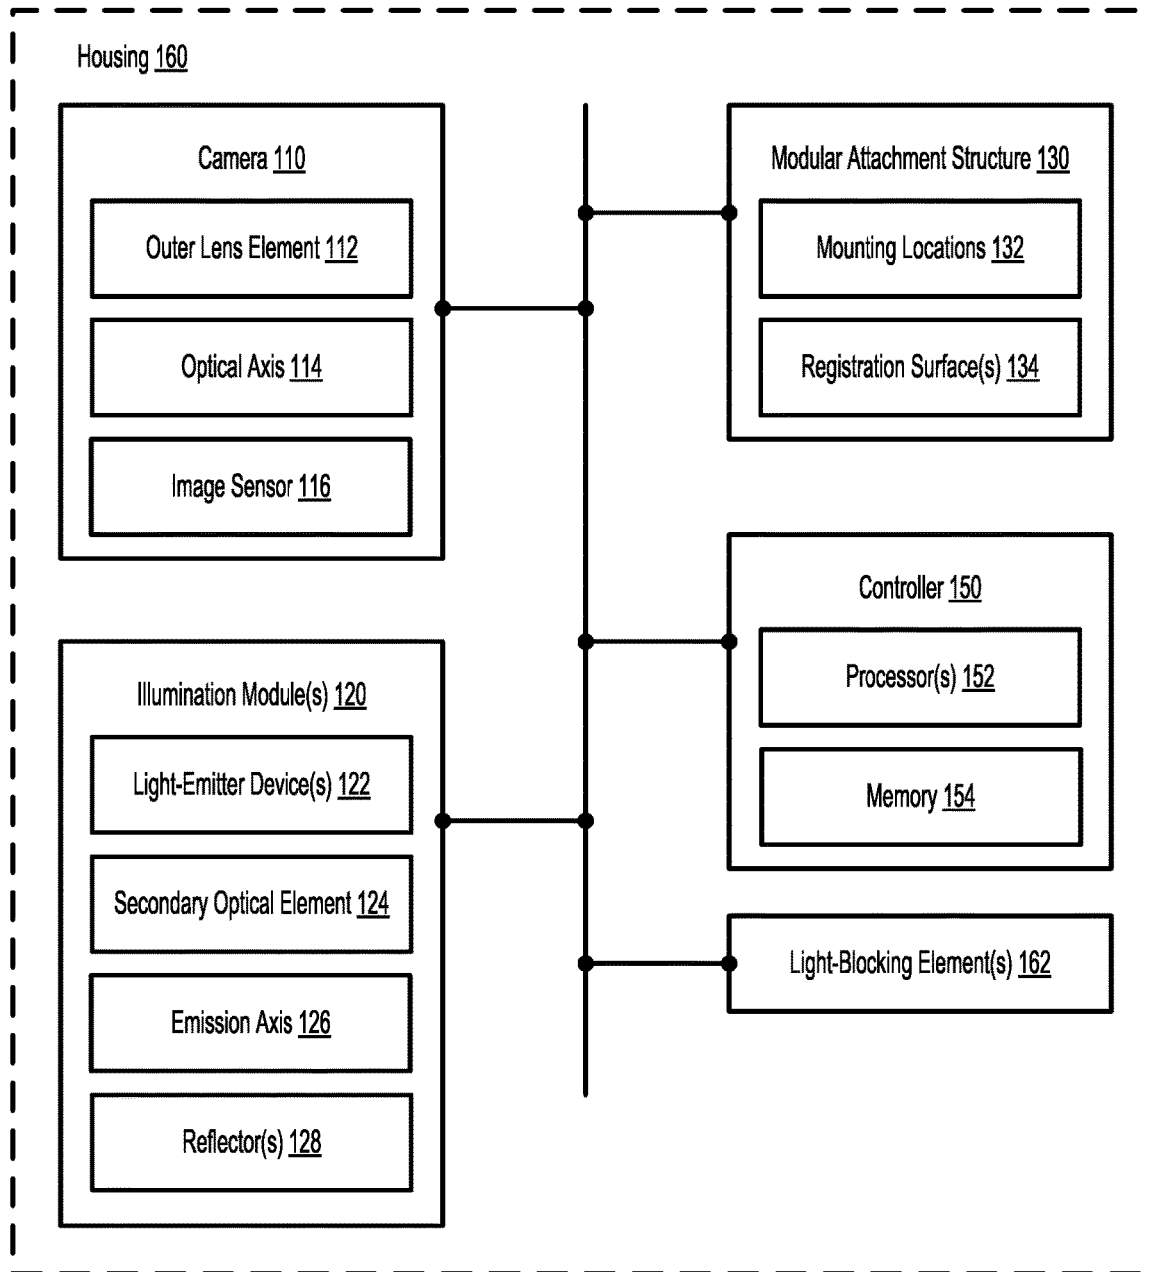 Housing 160
Camera 110
Outer Lens Element 112
Optical Axis 114
Image Sensor 116
Illumination Module(s) 120
Light-Emitter Device(s) 122
Secondary Optical Element 124
Emission Axis 126
Reflector(s) 128
Modular Attachment Structure 130
Mounting Locations 132
Registration Surface(s) 134
Controller 150
Processor(s) 152
Memory 154
Light-Blocking Element(s) 162